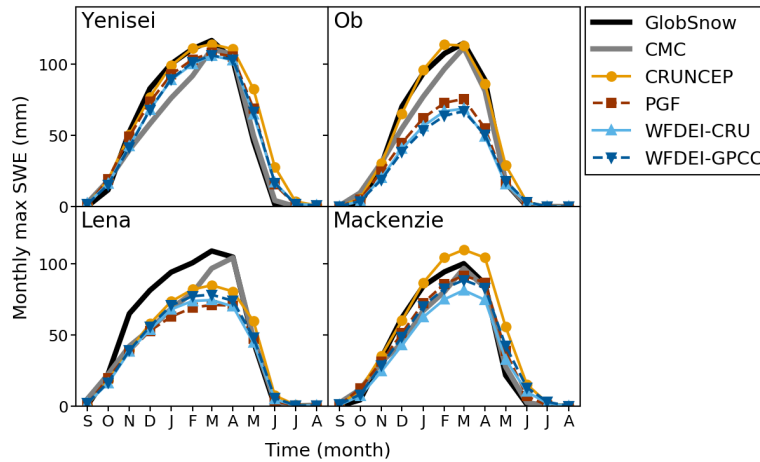 Yenisei
Ob
GlobSnow
CMC
CRUNCEP
PGF
WFDEI-CRU
WFDEI-GPCC
100
50
0
Lena
Mackenzie
100
50
0
Monthly max SWE (mm)
S O N D J F M A M J J A
S O N D J F M A M J J A
Time (month)